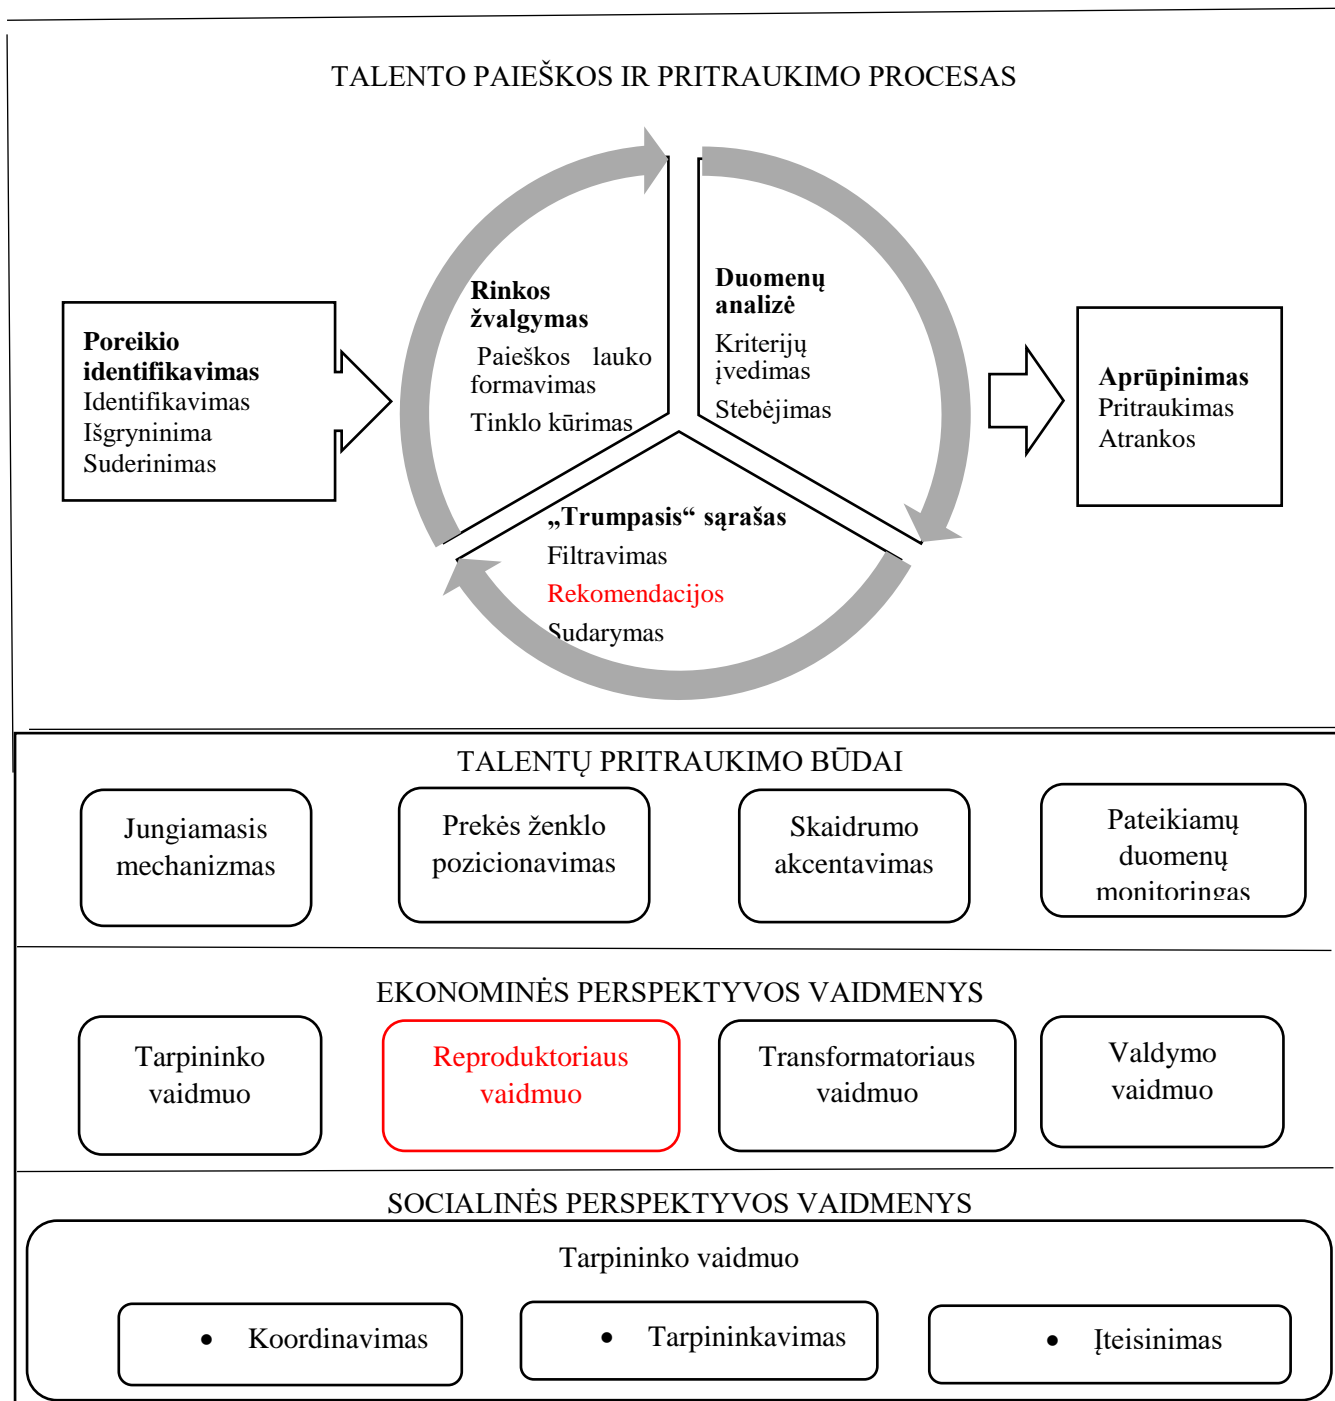 TALENTO PAIEŠKOS IR PRITRAUKIMO PROCESAS
Poreikio
identifikavimas
Identifikavimas
Išgryninima
Suderinimas
Rinkos
žvalgymas
Paieškos lauko
formavimas
Tinklo kūrimas
Duomenų
analizė
Kriterijų
įvedimas
Stebėjimas
„Trumpasis“ sąrašas
Filtravimas
Rekomendacijos
Sudarymas
Aprūpinimas
Pritraukimas
Atrankos
TALENTŲ PRITRAUKIMO BŪDAI
Jungiamasis
mechanizmas
Prekės ženklo
pozicionavimas
Skaidrumo
akcentavimas
Pateikiamų
duomenų
monitoringas
EKONOMINĖS PERSPEKTYVOS VAIDMENYS
Tarpininko
vaidmuo
Reproduktoriaus
vaidmuo
Transformatoriaus
vaidmuo
Valdymo
vaidmuo
SOCIALINĖS PERSPEKTYVOS VAIDMENYS
Tarpininko vaidmuo
• Koordinavimas
• Tarpininkavimas
• Įteisinimas